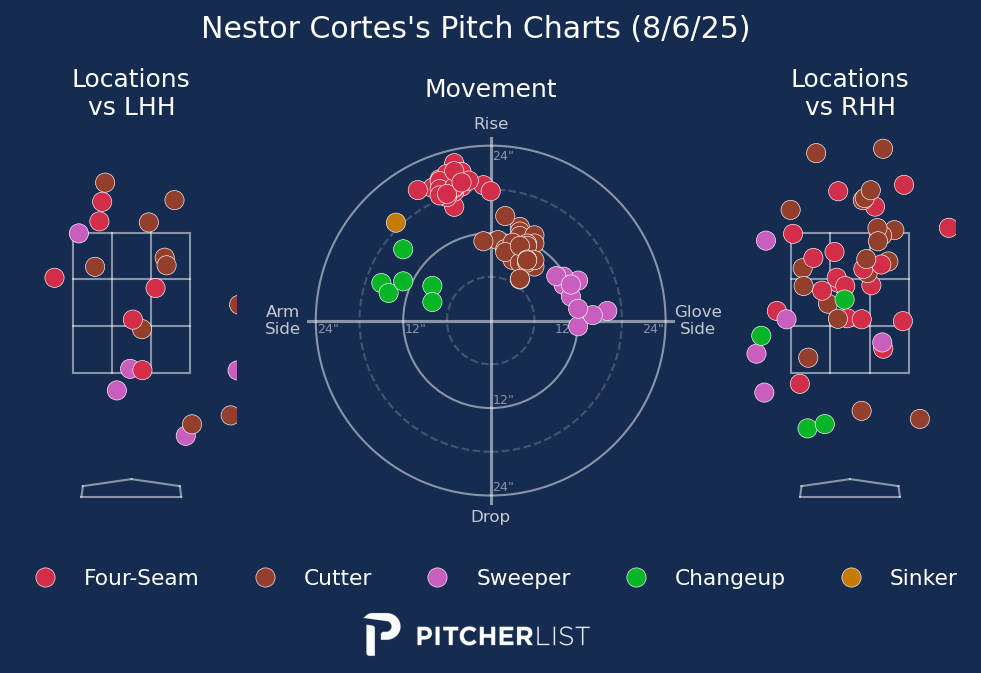 Nestor Cortes's Pitch Charts (8/6/25)
Locations
vs LHH
Movement
Locations
vs RHH
Rise
24"
Arm
Side
24"
12"
12"
24"
Glove
Side
12"
24"
Drop
Four-Seam
Cutter
Sweeper
Changeup
Sinker
PITCHERLIST